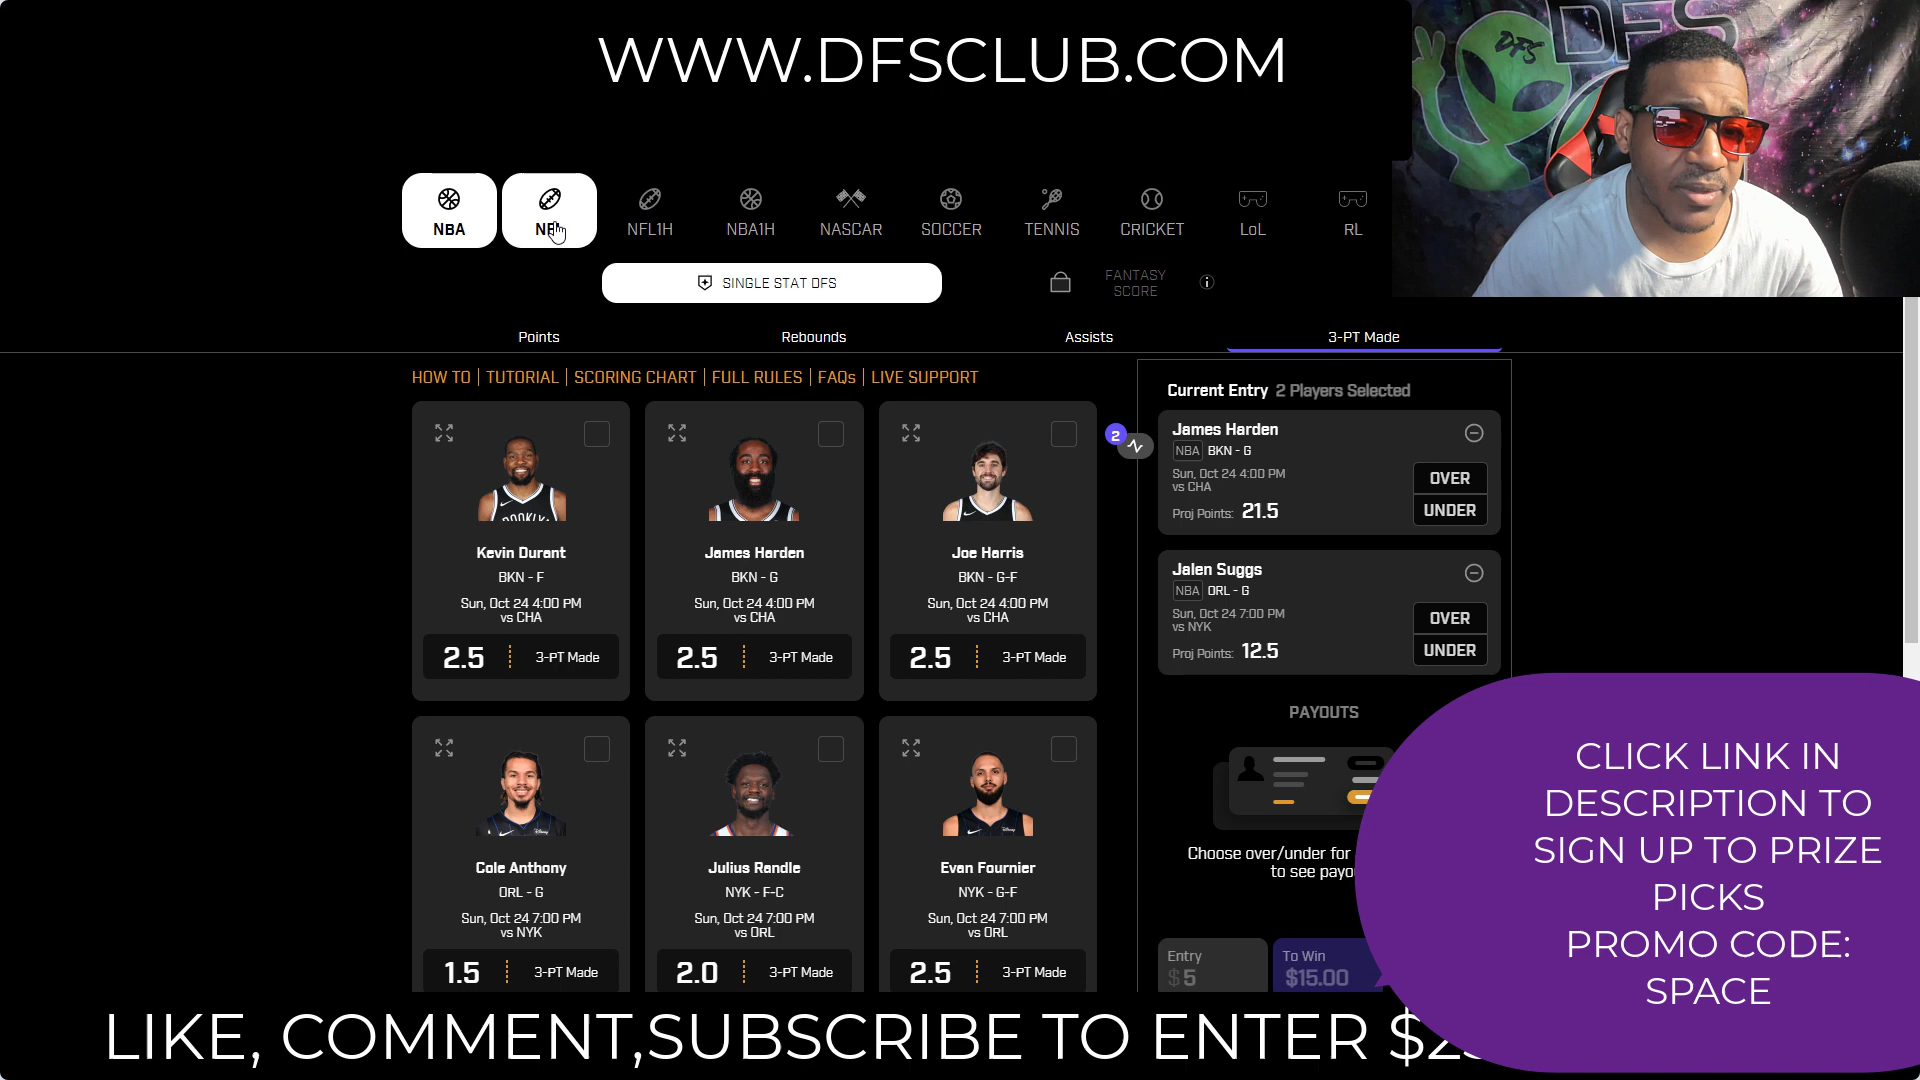 WWW.DFSCLUB.COM
DFS
DFS
NBA
NFL1H
NBA1H
NASCAR
SOCCER
TENNIS
CRICKET
LoL
RL
SINGLE STAT DFS
FANTASY
SCORE
Points
Rebounds
Assists
3-PT Made
HOW TO | TUTORIAL | SCORING CHART | FULL RULES | FAQs | LIVE SUPPORT
Kevin Durant
BKN - F
Sun, Oct 24 4:00 PM
vs CHA
2.5 3-PT Made
James Harden
BKN - G
Sun, Oct 24 4:00 PM
vs CHA
2.5 3-PT Made
Joe Harris
BKN - G-F
Sun, Oct 24 4:00 PM
vs CHA
2.5 3-PT Made
Cole Anthony
ORL - G
Sun, Oct 24 7:00 PM
vs NYK
1.5 3-PT Made
Julius Randle
NYK - F-C
Sun, Oct 24 7:00 PM
vs ORL
2.0 3-PT Made
Evan Fournier
NYK - G-F
Sun, Oct 24 7:00 PM
vs ORL
2.5 3-PT Made
Current Entry 2 Players Selected
2
James Harden
NBA BKN - G
Sun, Oct 24 4:00 PM
vs CHA
Proj Points: 21.5
OVER
UNDER
Jalen Suggs
NBA ORL - G
Sun, Oct 24 7:00 PM
vs NYK
Proj Points: 12.5
OVER
UNDER
PAYOUTS
Choose over/under for
to see
Entry
$5
To Win
$15.00
CLICK LINK IN
DESCRIPTION TO
SIGN UP TO PRIZE
PICKS
PROMO CODE:
SPACE
LIKE, COMMENT,SUBSCRIBE TO ENTER